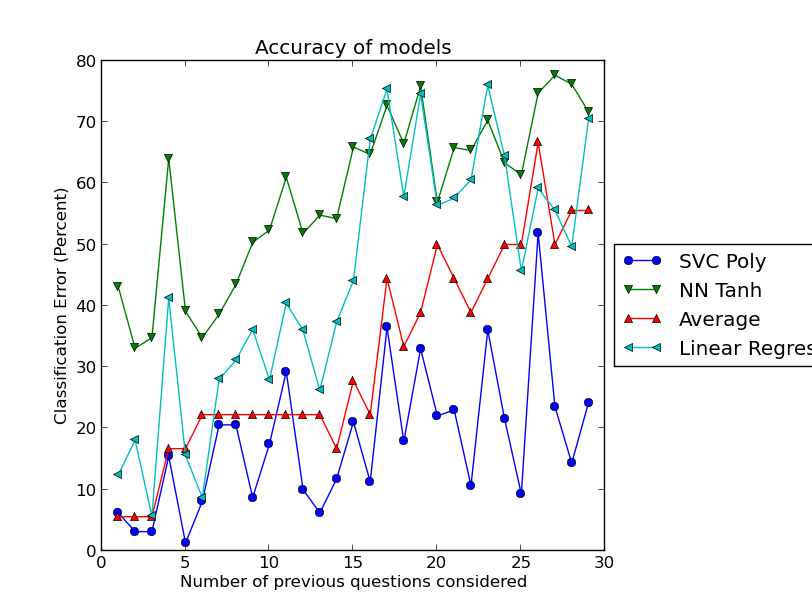 Accuracy of models
Classification Error (Percent)
80
70
60
50
40
30
20
10
0
0 5 10 15 20 25 30
Number of previous questions considered
SVC Poly
NN Tanh
Average
Linear Regres